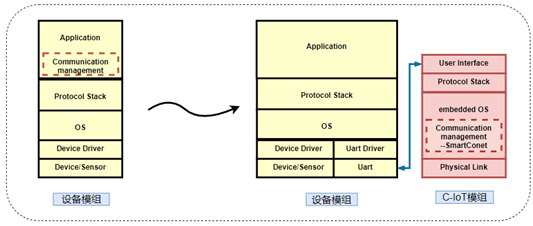 Application
Communication
management
Protocol Stack
OS
Device Driver
Device/Sensor
设备模组
Application
Protocol Stack
OS
Device Driver
Uart Driver
Device/Sensor
Uart
设备模组
User Interface
Protocol Stack
embedded OS
Communication
management
--SmartConet
Physical Link
C-IoT模组